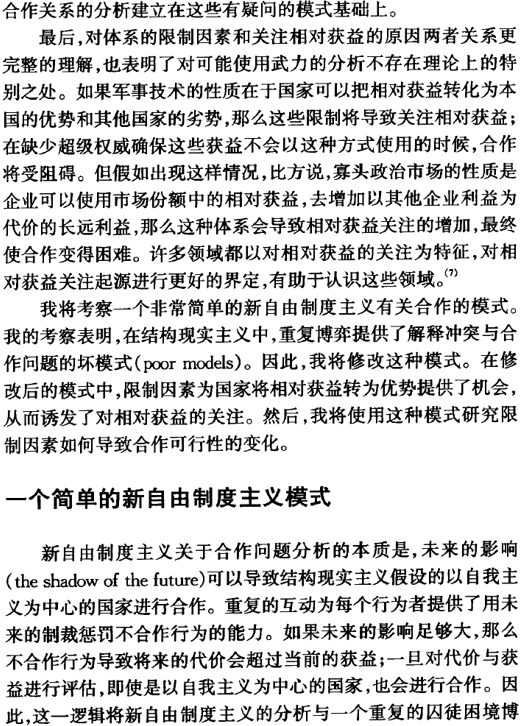 合作关系的分析建立在这些有疑问的模式基础上。
最后,对体系的限制因素和关注相对获益的原因两者关系更
完整的理解,也表明了对可能使用武力的分析不存在理论上的特
别之处。如果军事技术的性质在于国家可以把相对获益转化为本
国的优势和其他国家的劣势,那么这些限制将导致关注相对获益;
在缺少超级权威确保这些获益不会以这种方式使用的时候,合作
将受阻碍。但假如出现这样情况,比方说,寡头政治市场的性质是
企业可以使用市场份额中的相对获益,去增加以其他企业利益为
代价的长远利益,那么这种体系会导致相对获益关注的增加,最终
使合作变得困难。许多领域都以对相对获益的关注为特征,对相
对获益关注起源进行更好的界定,有助于认识这些领域。(7)
我将考察一个非常简单的新自由制度主义有关合作的模式。
我的考察表明,在结构现实主义中,重复博弈提供了解释冲突与合
作问题的坏模式(poor models)。因此,我将修改这种模式。在修
改后的模式中,限制因素为国家将相对获益转为优势提供了机会,
从而诱发了对相对获益的关注。然后,我将使用这种模式研究限
制因素如何导致合作可行性的变化。
一个简单的新自由制度主义模式
新自由制度主义关于合作问题分析的本质是,未来的影响
(the shadow of the future)可以导致结构现实主义假设的以自我主
义为中心的国家进行合作。重复的互动为每个行为者提供了用未
来的制裁惩罚不合作行为的能力。如果未来的影响足够大,那么
不合作行为导致将来的代价会超过当前的获益;一旦对代价与获
益进行评估,即使是以自我主义为中心的国家,也会进行合作。因
此,这一逻辑将新自由制度主义的分析与一个重复的囚徒困境博